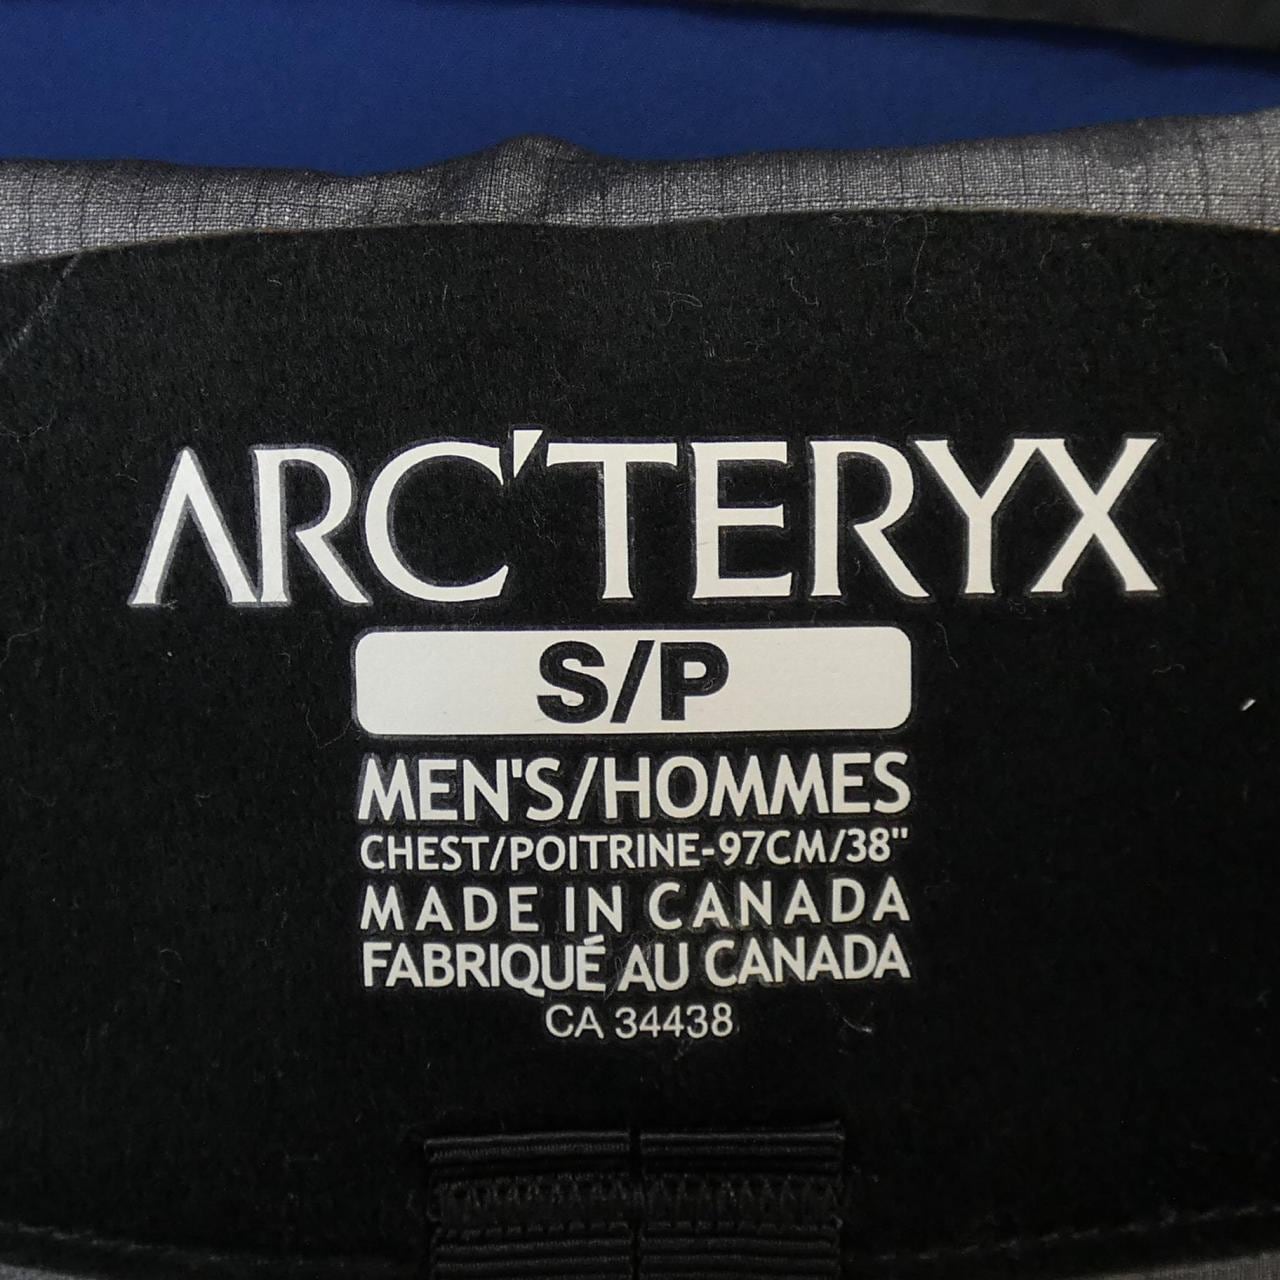 ARC'TERYX
S/P
MEN'S/HOMMES
CHEST/POITRINE-97CM/38"
MADE IN CANADA
FABRIQUÉ AU CANADA
CA 34438